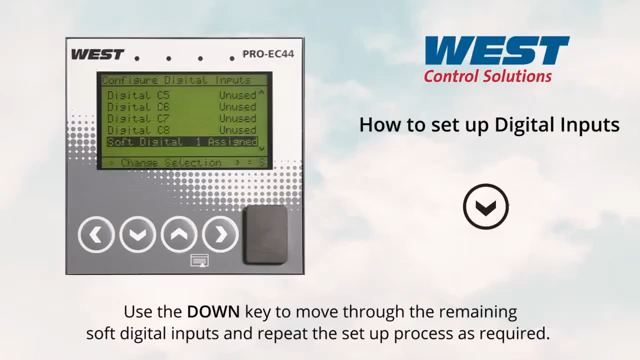 WEST
PRO-EC44
Configure Digital Inputs
Digital C5 Unused
Digital C6 Unused
Digital C7 Unused
Digital C8 Unused
Soft Digital 1 Assigned
Change Selection
WEST
Control Solutions
How to set up Digital Inputs
Use the DOWN key to move through the remaining
soft digital inputs and repeat the set up process as required.